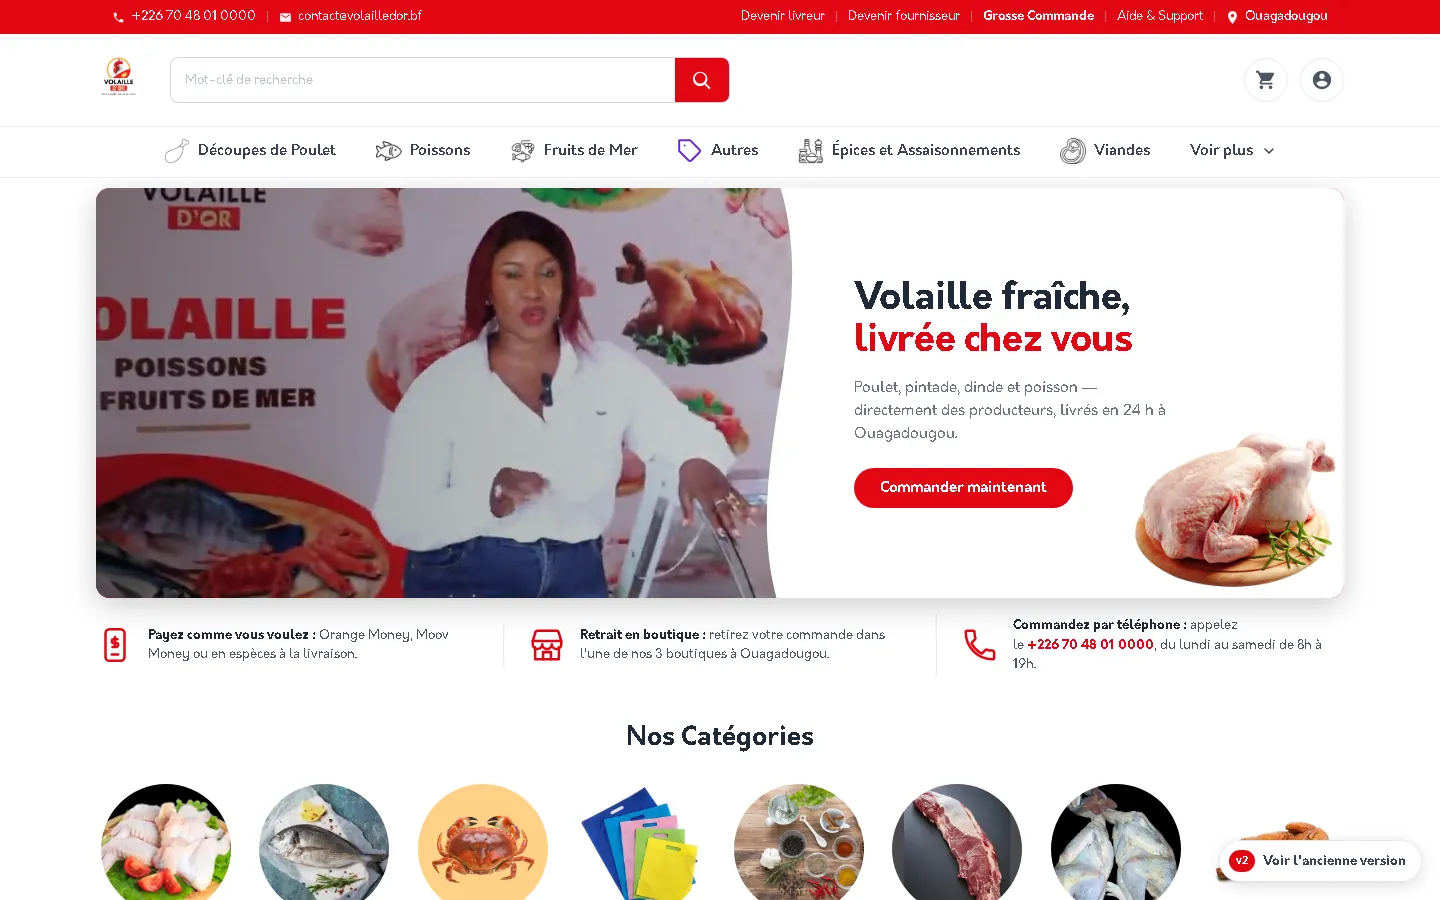 +226 70 48 01 0000
contact@volailledor.bf
Devenir livreur
Devenir fournisseur
Grosse Commande
Aide & Support
Ouagadougou
VOLAILLE
D'OR
Mot-clé de recherche
Découpes de Poulet
Poissons
Fruits de Mer
Autres
Épices et Assaisonnements
Viandes
Voir plus
VOLAILLE
D'OR
OLAILLE
POISSONS
FRUITS DE MER
Volaille fraîche,
livrée chez vous
Poulet, pintade, dinde et poisson —
directement des producteurs, livrés en 24 h à
Ouagadougou.
Commander maintenant
Payez comme vous voulez : Orange Money, Moov
Money ou en espèces à la livraison.
Retrait en boutique : retirez votre commande dans
l'une de nos 3 boutiques à Ouagadougou.
Commandez par téléphone : appelez
le +226 70 48 01 0000, du lundi au samedi de 8h à
19h.
Nos Catégories
v2
Voir l'ancienne version